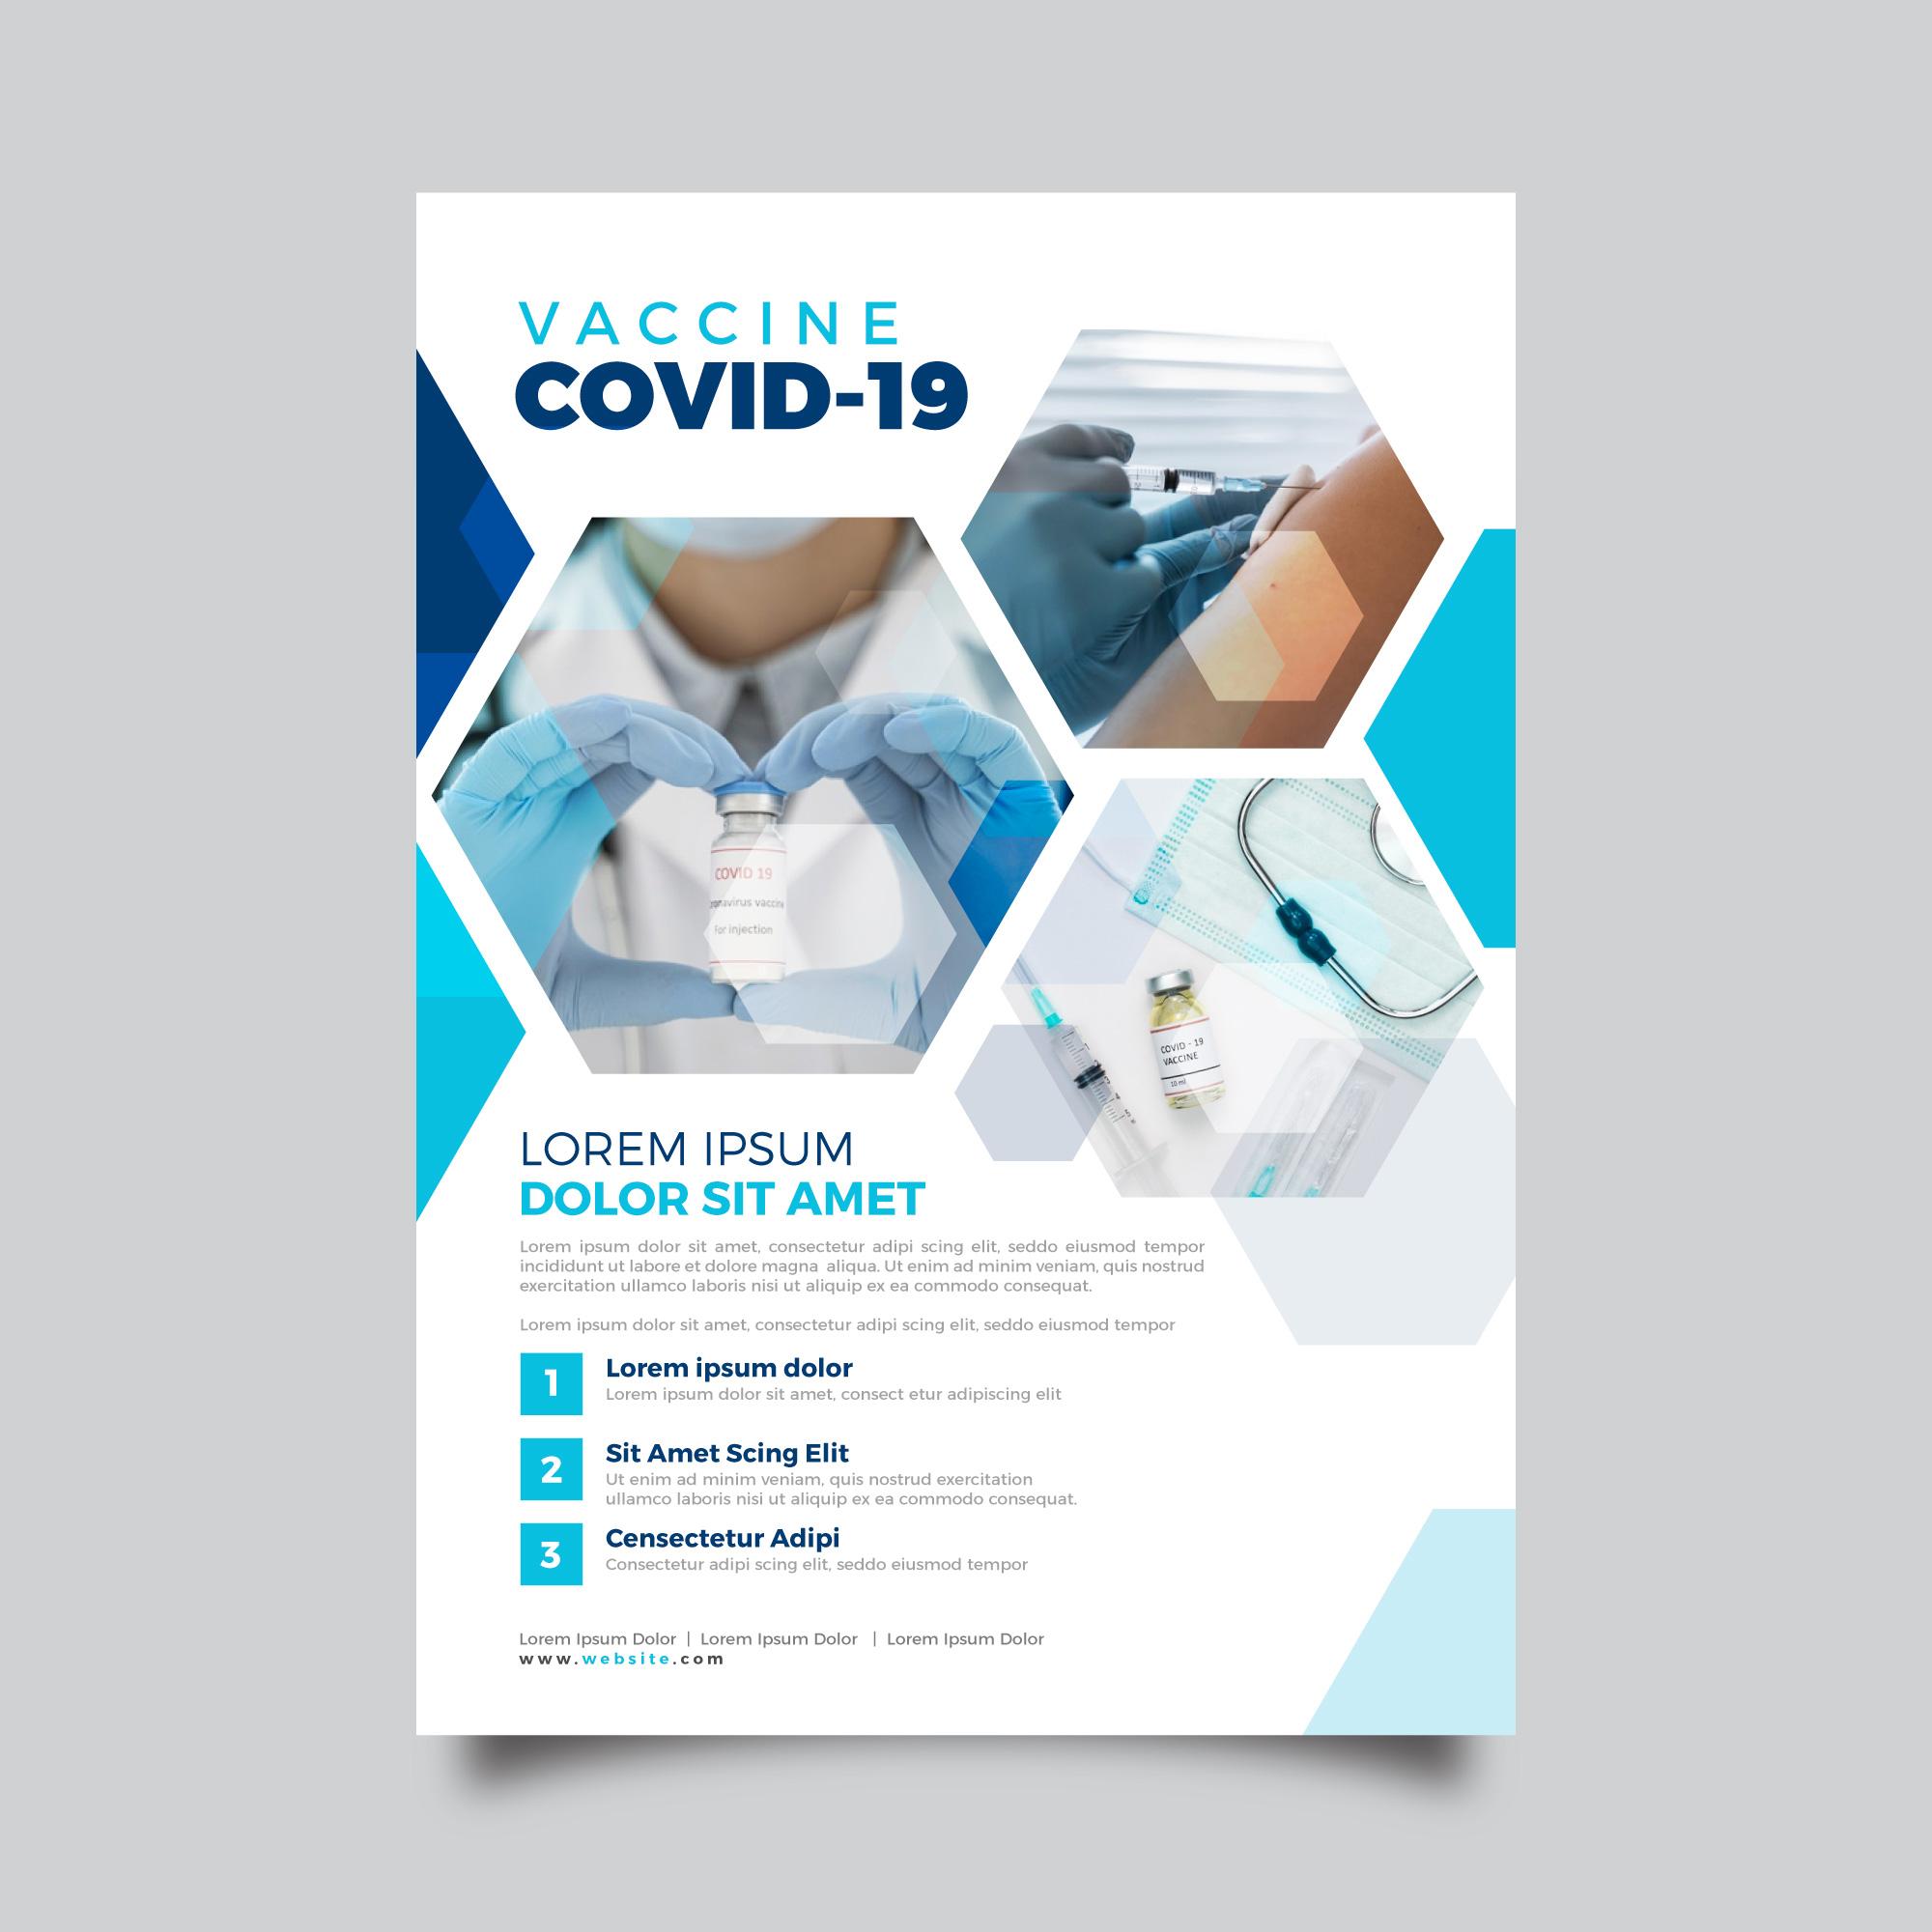 VACCINE
COVID-19
COVID 19
vaccine
For injection
COVID - 19
VACCINE
10 ml
LOREM IPSUM
DOLOR SIT AMET
Lorem ipsum dolor sit amet, consectetur adipi scing elit, seddo eiusmod tempor
incididunt ut labore et dolore magna aliqua. Ut enim ad minim veniam, quis nostrud
exercitation ullamco laboris nisi ut aliquip ex ea commodo consequat.
Lorem ipsum dolor sit amet, consectetur adipi scing elit, seddo eiusmod tempor
1
Lorem ipsum dolor
Lorem ipsum dolor sit amet, consect etur adipiscing elit
2
Sit Amet Scing Elit
Ut enim ad minim veniam, quis nostrud exercitation
ullamco laboris nisi ut aliquip ex ea commodo consequat.
3
Censectetur Adipi
Consectetur adipi scing elit, seddo eiusmod tempor
Lorem Ipsum Dolor | Lorem Ipsum Dolor | Lorem Ipsum Dolor
www.website.com